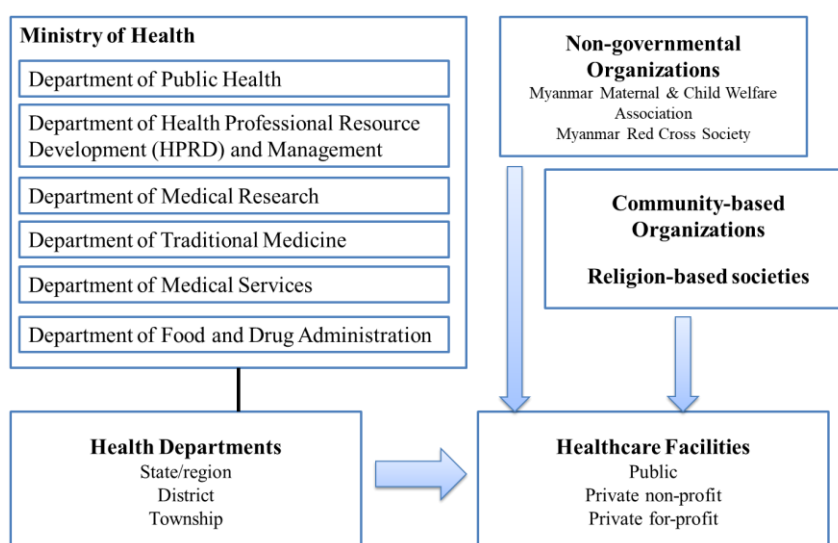 Ministry of Health
Department of Public Health
Department of Health Professional Resource
Development (HPRD) and Management
Department of Medical Research
Department of Traditional Medicine
Department of Medical Services
Department of Food and Drug Administration
Non-governmental
Organizations
Myanmar Maternal & Child Welfare
Association
Myanmar Red Cross Society
Community-based
Organizations
Religion-based societies
Health Departments
State/region
District
Township
Healthcare Facilities
Public
Private non-profit
Private for-profit